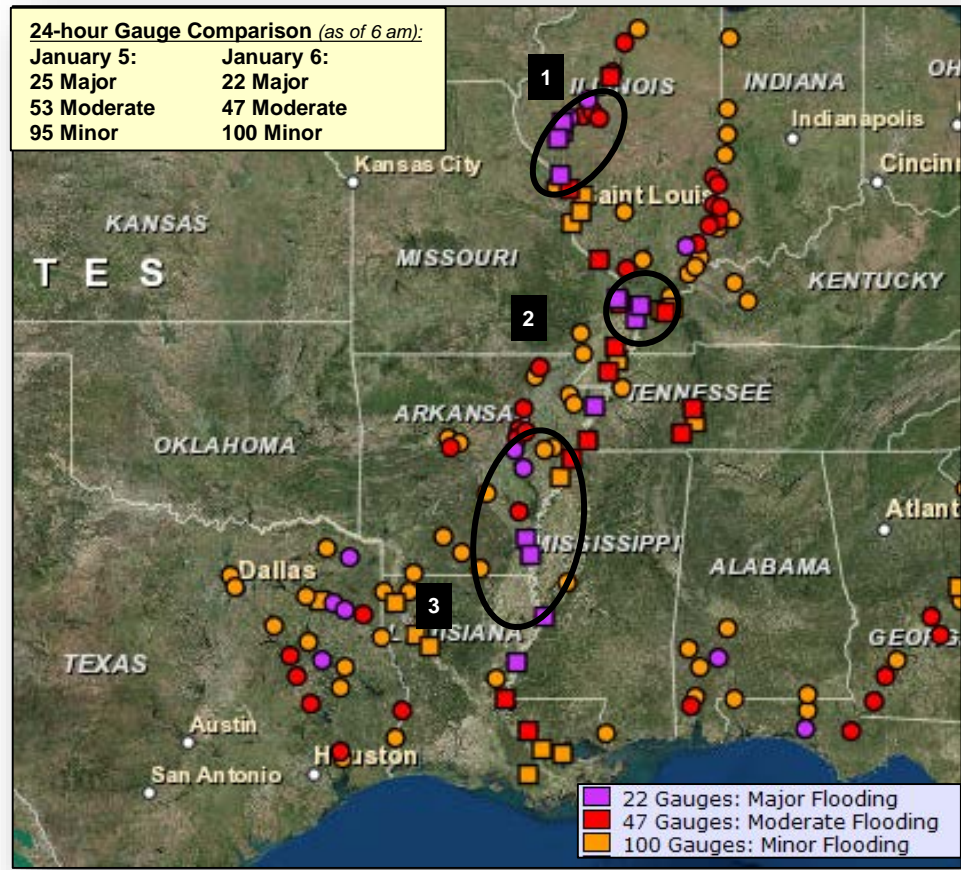 24-hour Gauge Comparison (as of 6 am):
January 5: January 6:
25 Major 22 Major
53 Moderate 47 Moderate
95 Minor 100 Minor
1
ILLINOIS
INDIANA
OH
Indianapolis
Kansas City
Cincinn
KANSAS
Saint Louis
MISSOURI
T E S
KENTUCKY
2
TENNESSEE
ARKANSA
OKLAHOMA
Atlant
MISSISSIPPI
ALABAMA
Dallas
3
LOUISIANA
GEORG
TEXAS
Austin
Houston
San Antonio
22 Gauges: Major Flooding
47 Gauges: Moderate Flooding
100 Gauges: Minor Flooding